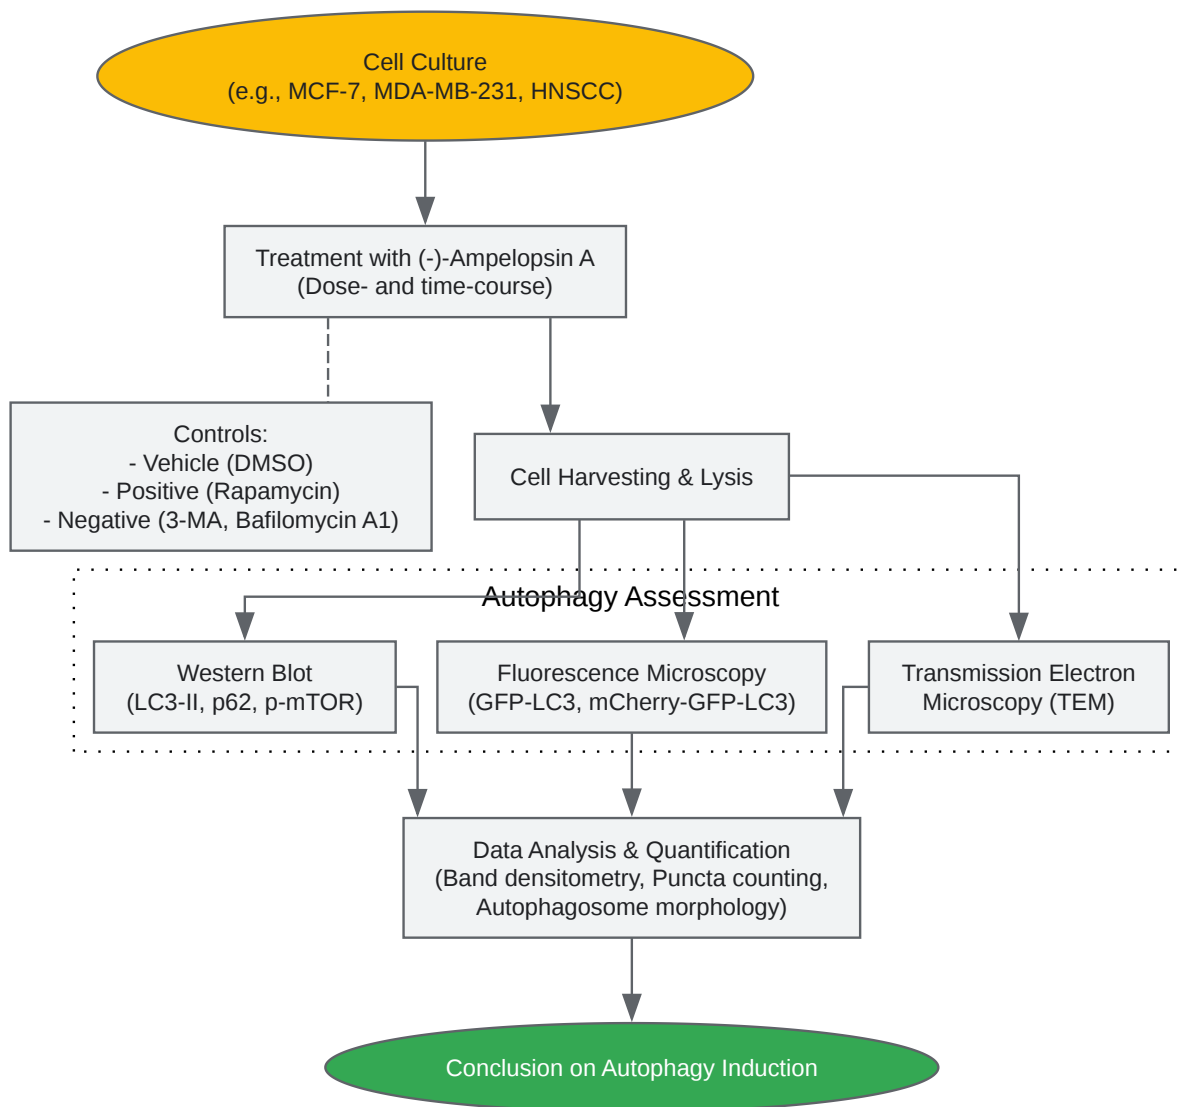 Cell Culture
(e.g., MCF-7, MDA-MB-231, HNSCC)
Treatment with (-)-Ampelopsin A
(Dose- and time-course)
Controls:
- Vehicle (DMSO)
- Positive (Rapamycin)
- Negative (3-MA, Bafilomycin A1)
Cell Harvesting & Lysis
Autophagy Assessment
Western Blot
(LC3-II, p62, p-mTOR)
Fluorescence Microscopy
(GFP-LC3, mCherry-GFP-LC3)
Transmission Electron
Microscopy (TEM)
Data Analysis & Quantification
(Band densitometry, Puncta counting,
Autophagosome morphology)
Conclusion on Autophagy Induction